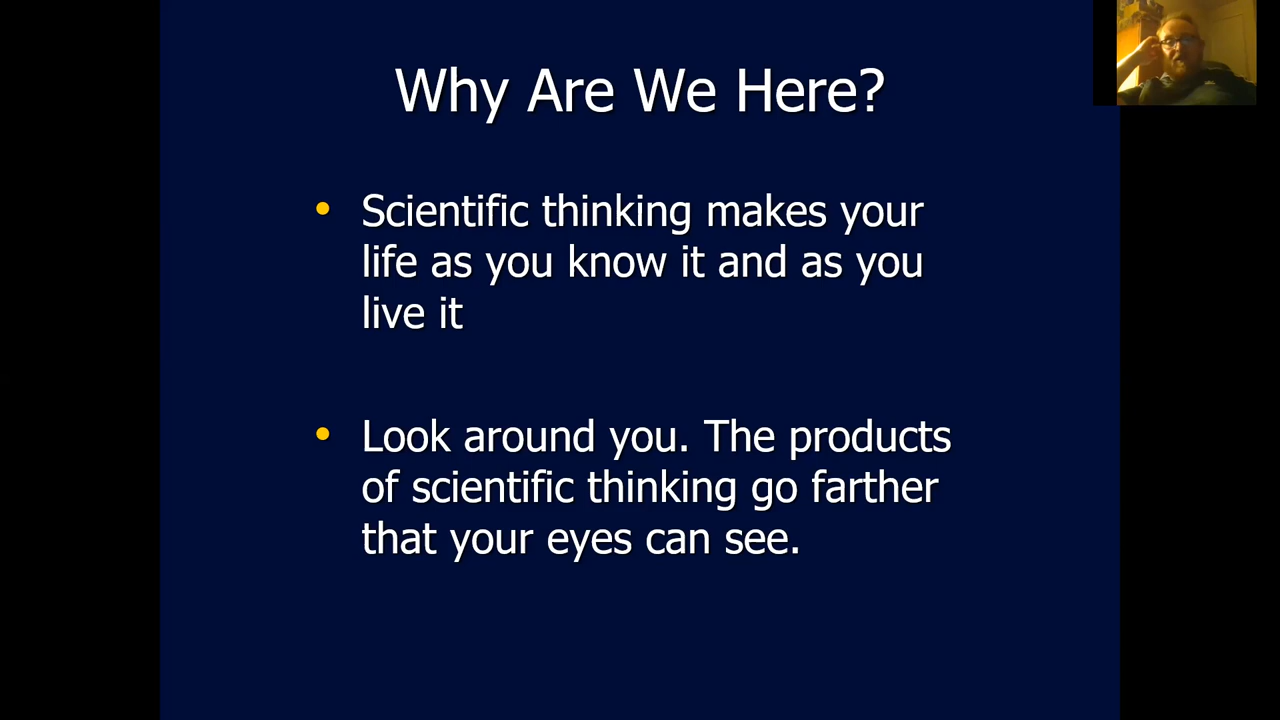 Why Are We Here?
• Scientific thinking makes your
life as you know it and as you
live it
• Look around you. The products
of scientific thinking go farther
that your eyes can see.